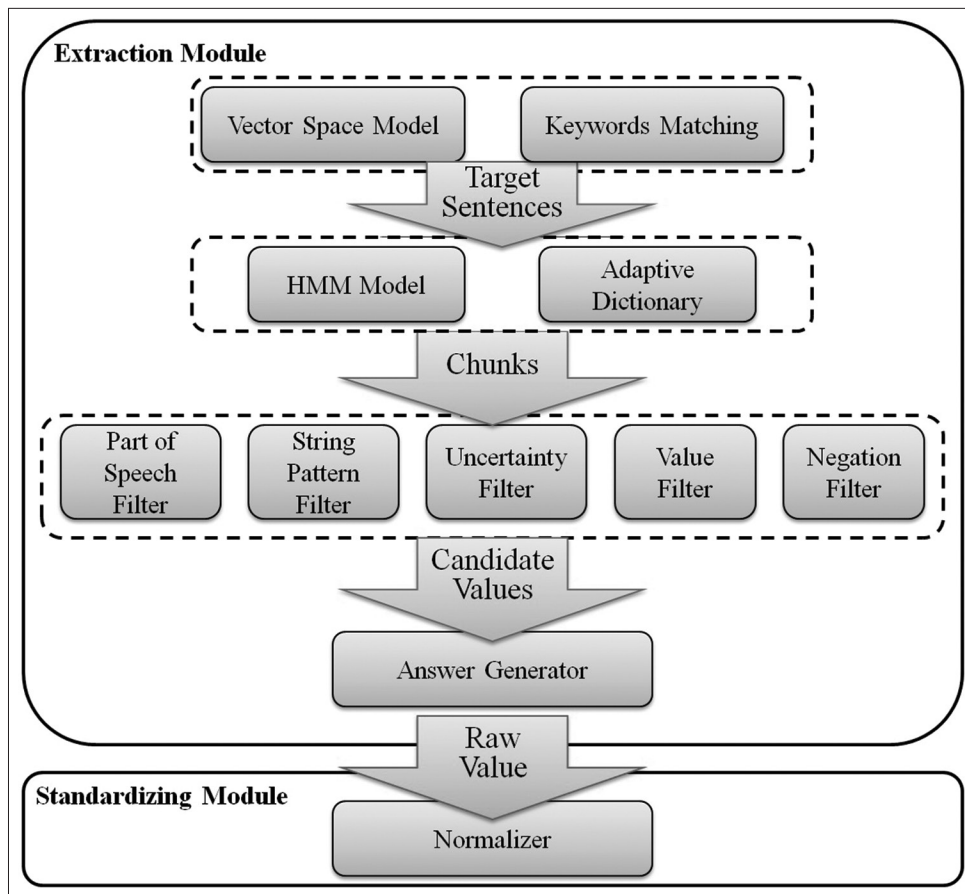 Extraction Module
Vector Space Model
Keywords Matching
Target
Sentences
HMM Model
Adaptive
Dictionary
Chunks
Part of
Speech
Filter
String
Pattern
Filter
Uncertainty
Filter
Value
Filter
Negation
Filter
Candidate
Values
Answer Generator
Raw
Value
Standardizing Module
Normalizer